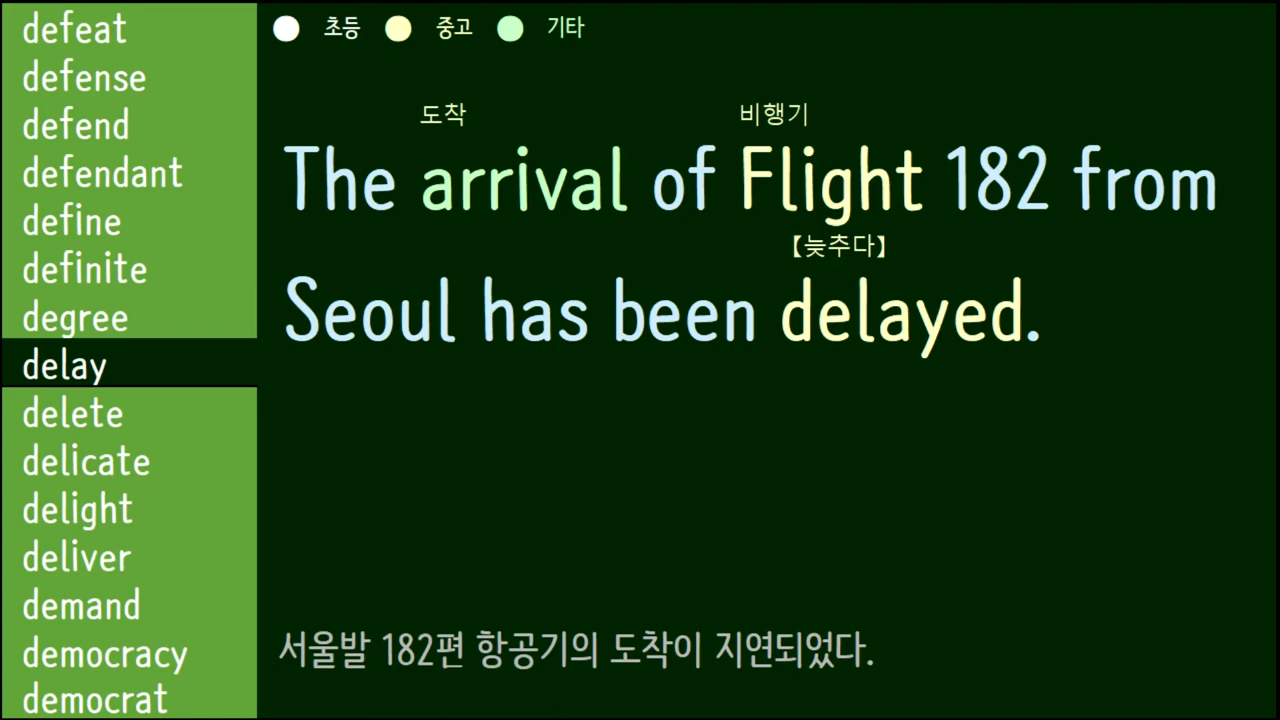 defeat
defense
defend
defendant
define
definite
degree
delay
delete
delicate
delight
deliver
demand
democracy
democrat
초등 중고 기타
도착 비행기
The arrival of Flight 182 from
【늦추다】
Seoul has been delayed.
서울발 182편 항공기의 도착이 지연되었다.